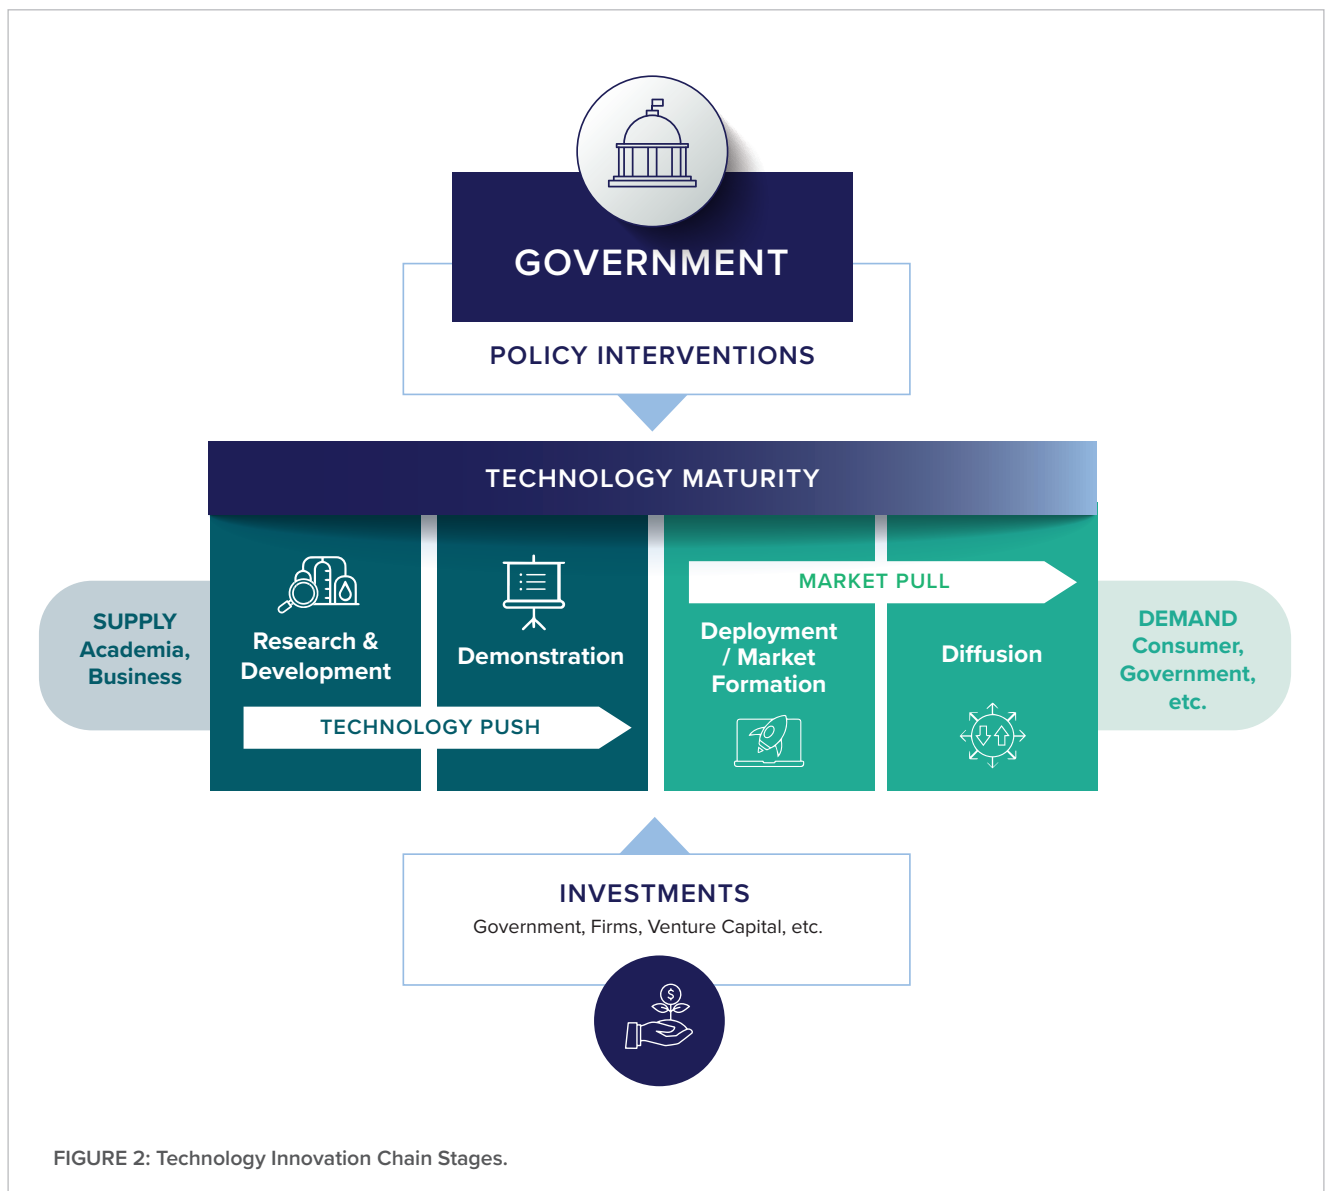 GOVERNMENT
POLICY INTERVENTIONS
TECHNOLOGY MATURITY
SUPPLY
Academia,
Business
Research &
Development
Demonstration
TECHNOLOGY PUSH
MARKET PULL
Deployment
/ Market
Formation
Diffusion
DEMAND
Consumer,
Government,
etc.
INVESTMENTS
Government, Firms, Venture Capital, etc.
$
FIGURE 2: Technology Innovation Chain Stages.